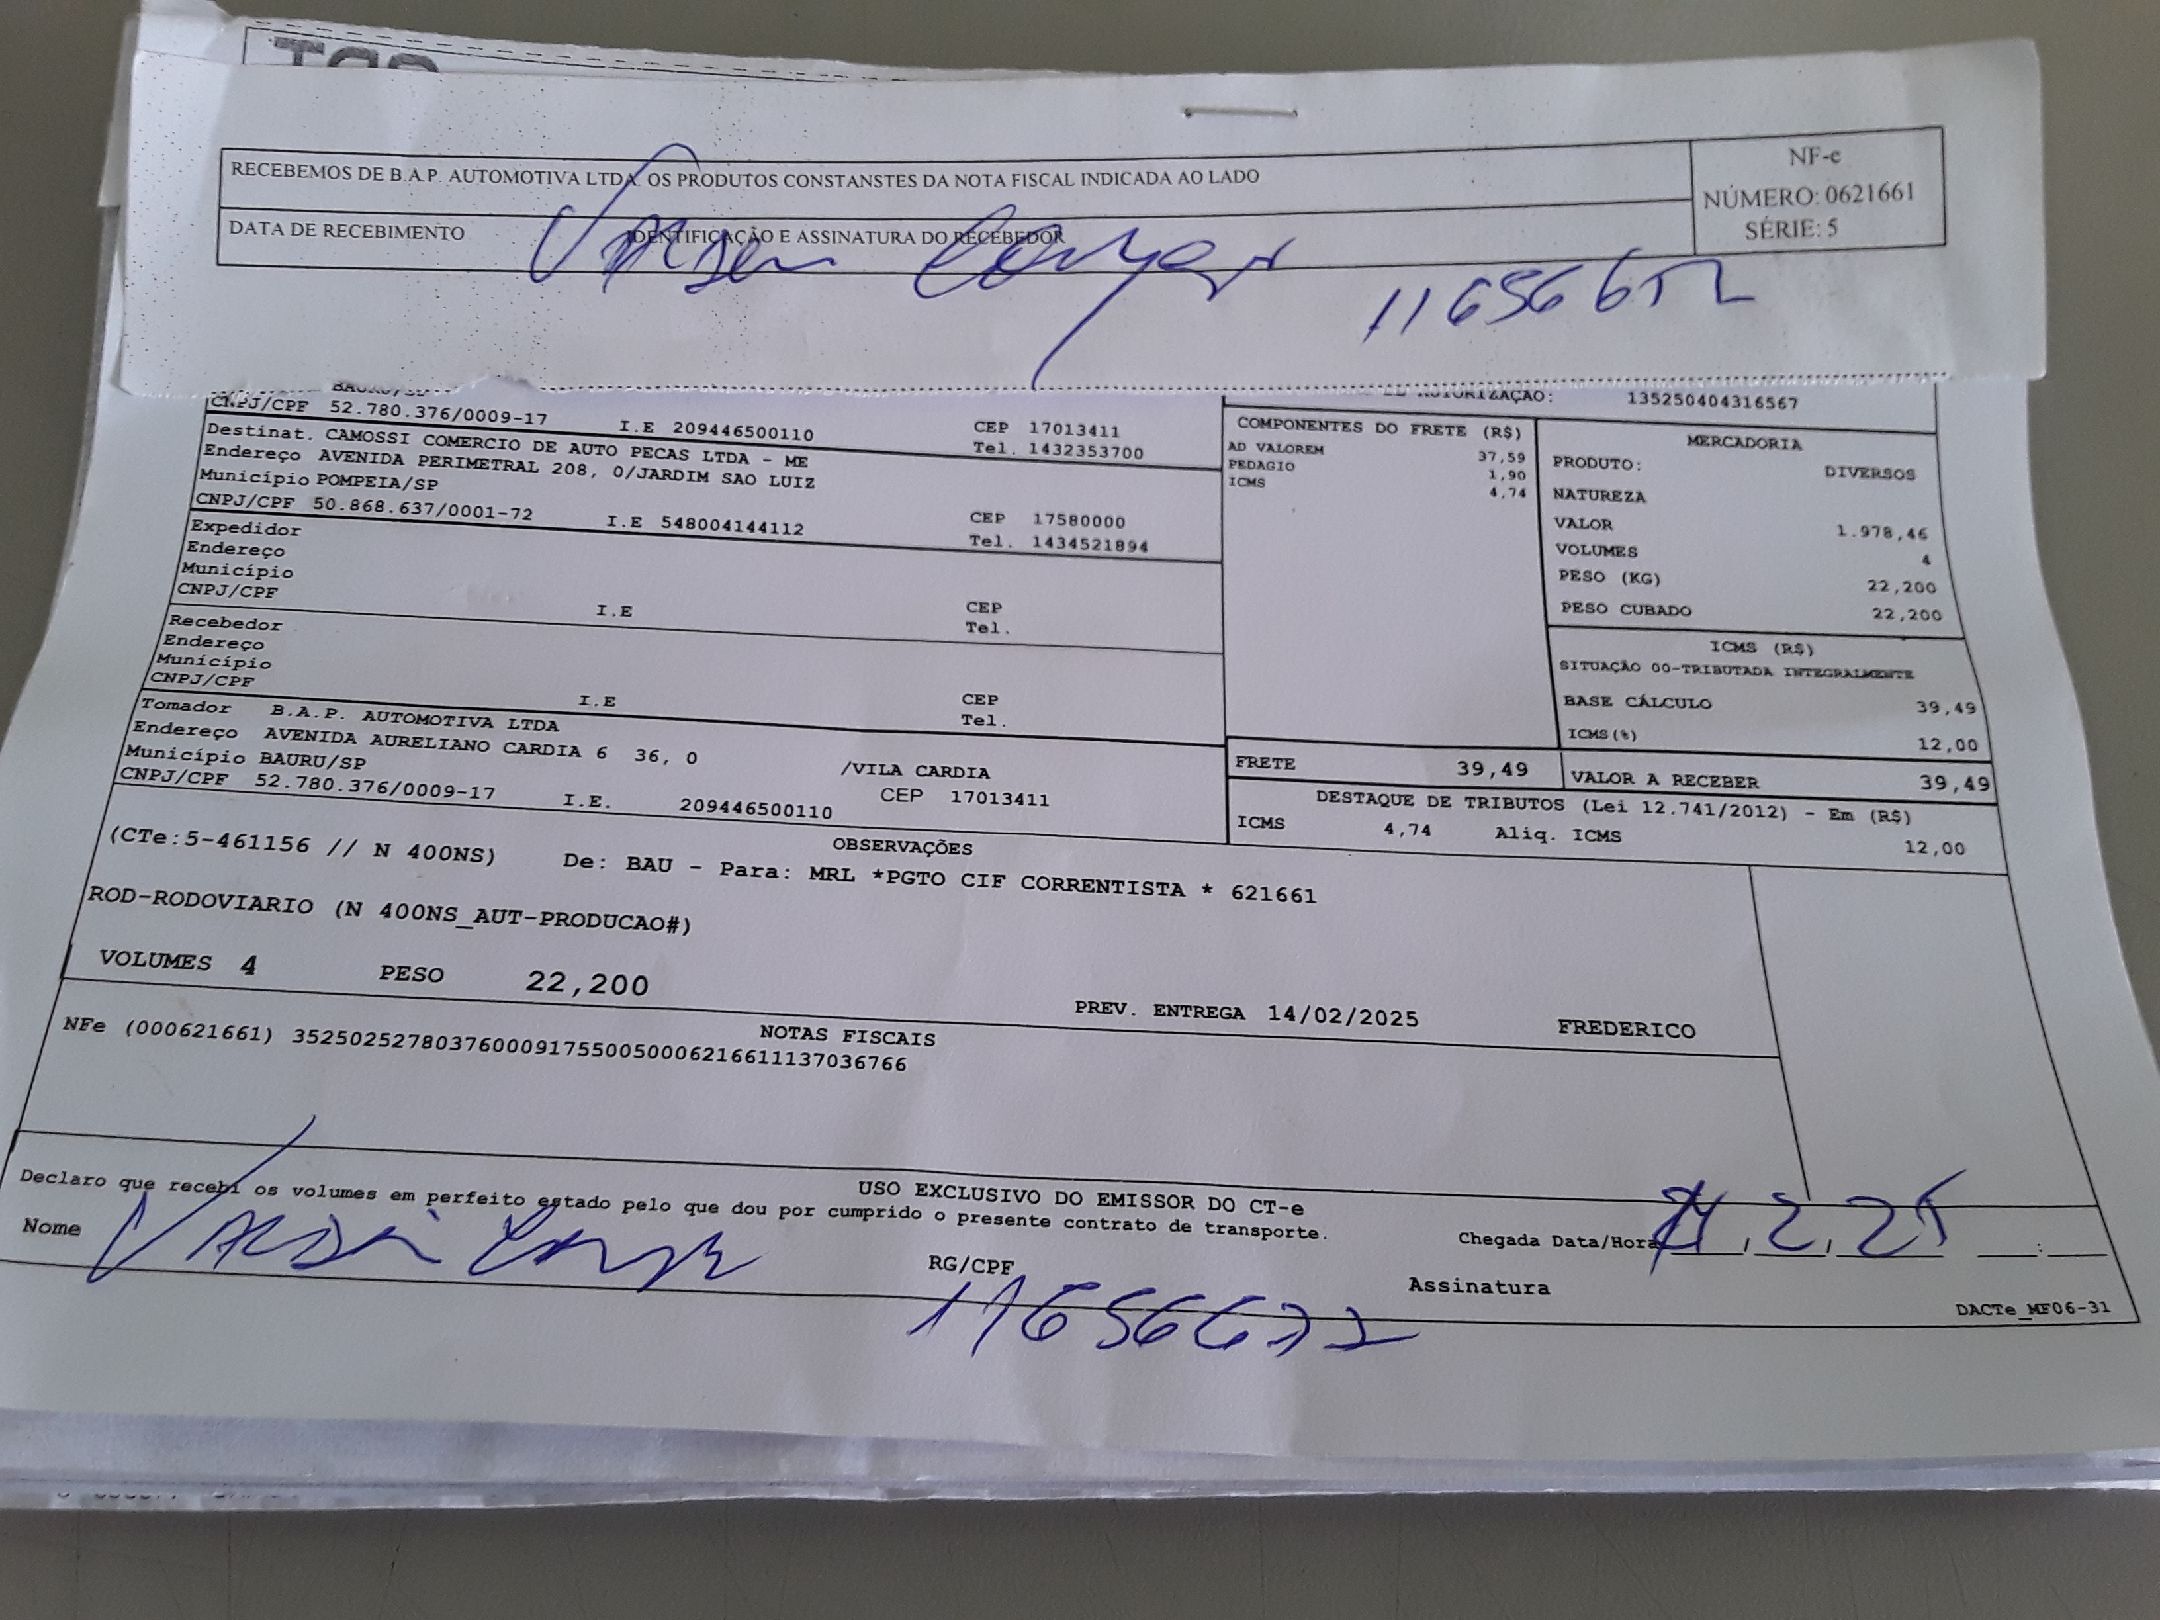 RECEBEMOS DE B.A.P. AUTOMOTIVA LTDA. OS PRODUTOS CONSTANSTES DA NOTA FISCAL INDICADA AO LADO
NF-e
NÚMERO: 0621661
SÉRIE: 5
DATA DE RECEBIMENTO IDENTIFICAÇÃO E ASSINATURA DO RECEBEDOR
BAURU/SP
CNPJ/CPF 52.780.376/0009-17 I.E 209446500110 CEP 17013411
Tel. 1432353700
AUTORIZAÇÃO: 135250404316567
Destinat. CAMOSSI COMERCIO DE AUTO PECAS LTDA - ME
Endereço AVENIDA PERIMETRAL 208, 0/JARDIM SAO LUIZ
Município POMPEIA/SP CEP 17580000
CNPJ/CPF 50.868.637/0001-72 I.E 548004144112 Tel. 1434521894
Expedidor
Endereço
Município CEP
CNPJ/CPF I.E Tel.
Recebedor
Endereço
Município CEP
CNPJ/CPF I.E Tel.
Tomador B.A.P. AUTOMOTIVA LTDA
Endereço AVENIDA AURELIANO CARDIA 6 36, 0 /VILA CARDIA
Município BAURU/SP CEP 17013411
CNPJ/CPF 52.780.376/0009-17 I.E. 209446500110
COMPONENTES DO FRETE (R$)
AD VALOREM 37,59
PEDAGIO 1,90
ICMS 4,74
MERCADORIA
PRODUTO: DIVERSOS
NATUREZA
VALOR 1.978,46
VOLUMES 4
PESO (KG) 22,200
PESO CUBADO 22,200
ICMS (R$)
SITUAÇÃO 00-TRIBUTADA INTEGRALMENTE
BASE CÁLCULO 39,49
ICMS(%) 12,00
FRETE 39,49 VALOR A RECEBER 39,49
DESTAQUE DE TRIBUTOS (Lei 12.741/2012) - Em (R$)
ICMS 4,74 Aliq. ICMS 12,00
OBSERVAÇÕES
(CTe:5-461156 // N 400NS) De: BAU - Para: MRL *PGTO CIF CORRENTISTA * 621661
ROD-RODOVIARIO (N 400NS_AUT-PRODUCAO#)
VOLUMES 4 PESO 22,200 PREV. ENTREGA 14/02/2025 FREDERICO
NOTAS FISCAIS
NFe (000621661) 35250252780376000917550050006216611137036766
USO EXCLUSIVO DO EMISSOR DO CT-e
Declaro que recebi os volumes em perfeito estado pelo que dou por cumprido o presente contrato de transporte.
Nome RG/CPF Chegada Data/Hora
Assinatura
DACTe_MF06-31